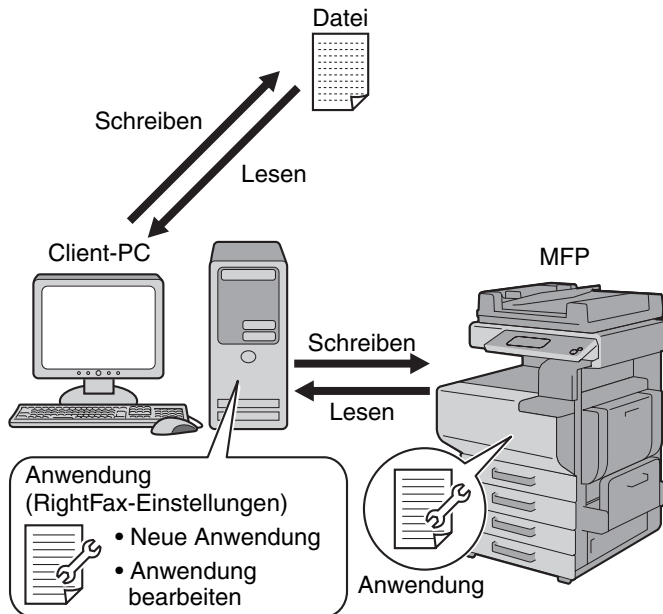 Datei
Schreiben
Lesen
Client-PC
MFP
Schreiben
Lesen
Anwendung
(RightFax-Einstellungen)
• Neue Anwendung
• Anwendung
bearbeiten
Anwendung